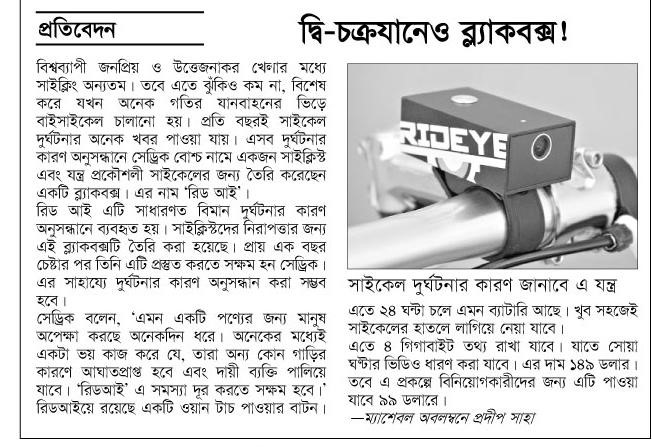 প্রতিবেদন
দ্বি-চক্রযানেও ব্ল্যাকবক্স!
বিশ্বব্যাপী জনপ্রিয় ও উত্তেজনাকর খেলার মধ্যে
সাইক্লিং অন্যতম। তবে এতে ঝুঁকিও কম না, বিশেষ
করে যখন অনেক গতির যানবাহনের ভিড়ে
বাইসাইকেল চালানো হয়। প্রতি বছরই সাইকেল
দুর্ঘটনার অনেক খবর পাওয়া যায়। এসব দুর্ঘটনার
কারণ অনুসন্ধানে সেড্রিক বোশ্চ নামে একজন সাইক্লিস্ট
এবং যন্ত্র প্রকৌশলী সাইকেলের জন্য তৈরি করেছেন
একটি ব্ল্যাকবক্স। এর নাম ‘রিড আই’।
রিড আই এটি সাধারণত বিমান দুর্ঘটনার কারণ
অনুসন্ধানে ব্যবহৃত হয়। সাইক্লিস্টদের নিরাপত্তার জন্য
এই ব্ল্যাকবক্সটি তৈরি করা হয়েছে। প্রায় এক বছর
চেষ্টার পর তিনি এটি প্রস্তুত করতে সক্ষম হন সেড্রিক।
এর সাহায্যে দুর্ঘটনার কারণ অনুসন্ধান করা সম্ভব
হবে।
সেড্রিক বলেন, ‘এমন একটি পণ্যের জন্য মানুষ
অপেক্ষা করছে অনেকদিন ধরে। অনেকের মধ্যেই
একটা ভয় কাজ করে যে, তারা অন্য কোন গাড়ির
কারণে আঘাতপ্রাপ্ত হবে এবং দায়ী ব্যক্তি পালিয়ে
যাবে। ‘রিডআই’ এ সমস্যা দূর করতে সক্ষম হবে।’
রিডআইয়ে রয়েছে একটি ওয়ান টাচ পাওয়ার বাটন।
RIDEYE
সাইকেল দুর্ঘটনার কারণ জানাবে এ যন্ত্র
এতে ২৪ ঘন্টা চলে এমন ব্যাটারি আছে। খুব সহজেই
সাইকেলের হাতলে লাগিয়ে নেয়া যাবে।
এতে ৪ গিগাবাইট তথ্য রাখা যাবে। যাতে সোয়া
ঘণ্টার ভিডিও ধারণ করা যাবে। এর দাম ১৪৯ ডলার।
তবে এ প্রকল্পে বিনিয়োগকারীদের জন্য এটি পাওয়া
যাবে ৯৯ ডলারে।
—ম্যাশেবল অবলম্বনে প্রদীপ সাহা